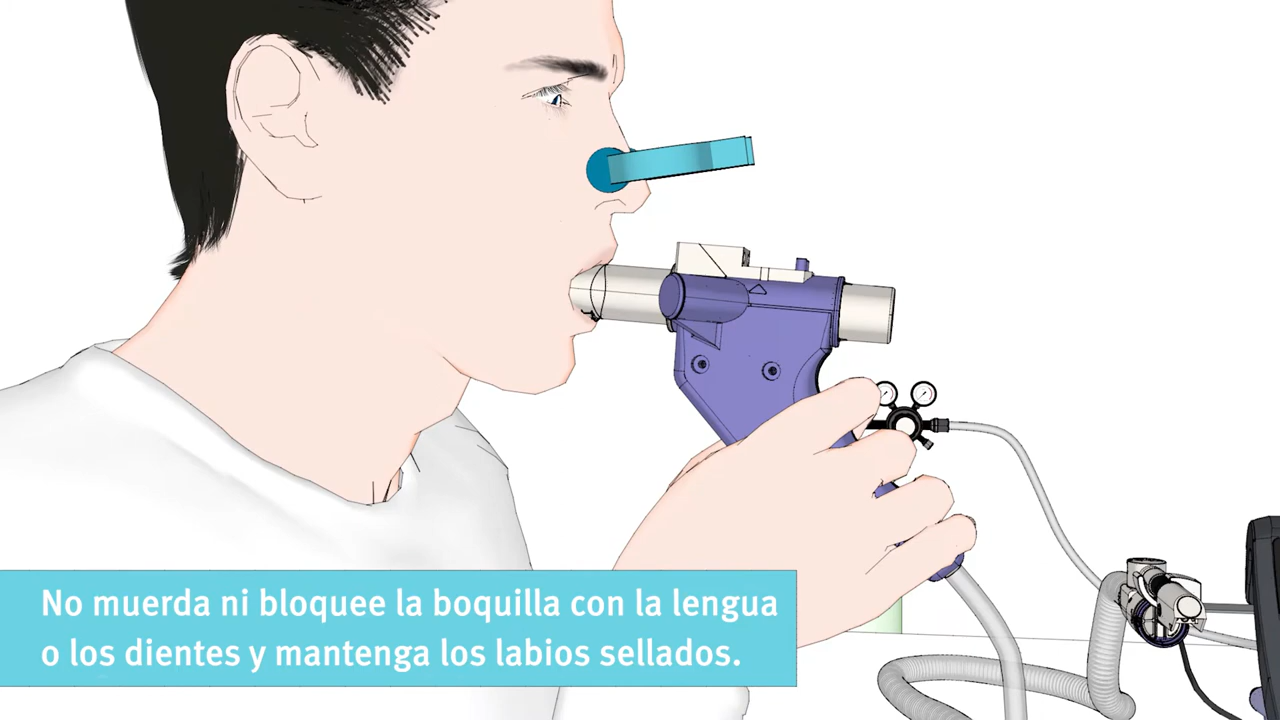 No muerda ni bloquee la boquilla con la lengua
o los dientes y mantenga los labios sellados.